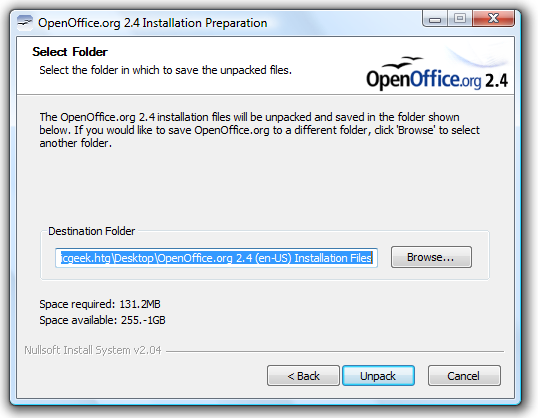 OpenOffice.org 2.4 Installation Preparation
Select Folder
Select the folder in which to save the unpacked files.
OpenOffice.org 2.4
The OpenOffice.org 2.4 installation files will be unpacked and saved in the folder shown
below. If you would like to save OpenOffice.org to a different folder, click 'Browse' to select
another folder.
Destination Folder
icgeek.htg\Desktop\OpenOffice.org 2.4 (en-US) Installation Files
Browse...
Space required: 131.2MB
Space available: 255.-1GB
Nullsoft Install System v2.04
< Back
Unpack
Cancel